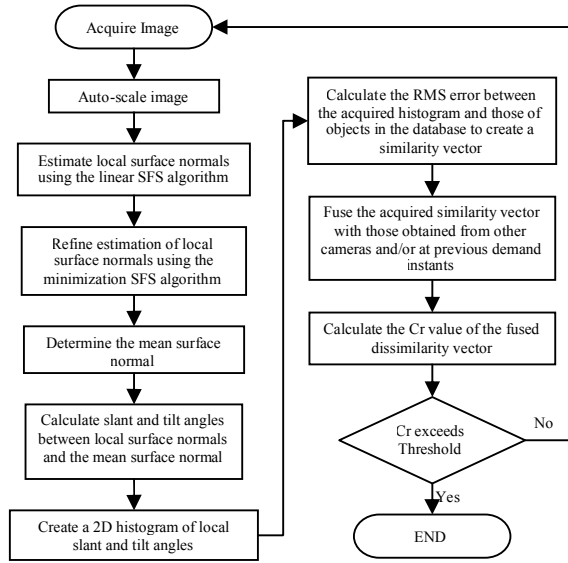 Acquire Image
Auto-scale image
Estimate local surface normals
using the linear SFS algorithm
Refine estimation of local
surface normals using the
minimization SFS algorithm
Determine the mean surface
normal
Calculate slant and tilt angles
between local surface normals
and the mean surface normal
Create a 2D histogram of local
slant and tilt angles
Calculate the RMS error between
the acquired histogram and those of
objects in the database to create a
similarity vector
Fuse the acquired similarity vector
with those obtained from other
cameras and/or at previous demand
instants
Calculate the Cr value of the fused
dissimilarity vector
Cr exceeds
Threshold
No
Yes
END